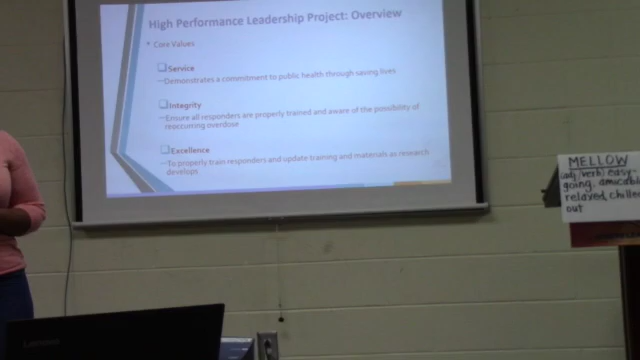 High Performance Leadership Project: Overview
Core Values
Service
Demonstrates a commitment to public health through saving lives
Integrity
Ensure all responders are properly trained and aware of the possibility of
reoccurring overdose
Excellence
To properly train responders and update training and materials as research
develops
MELLOW
(adj/verb) easy-
going, amicable
relaxed, chilled
out
Lenovo